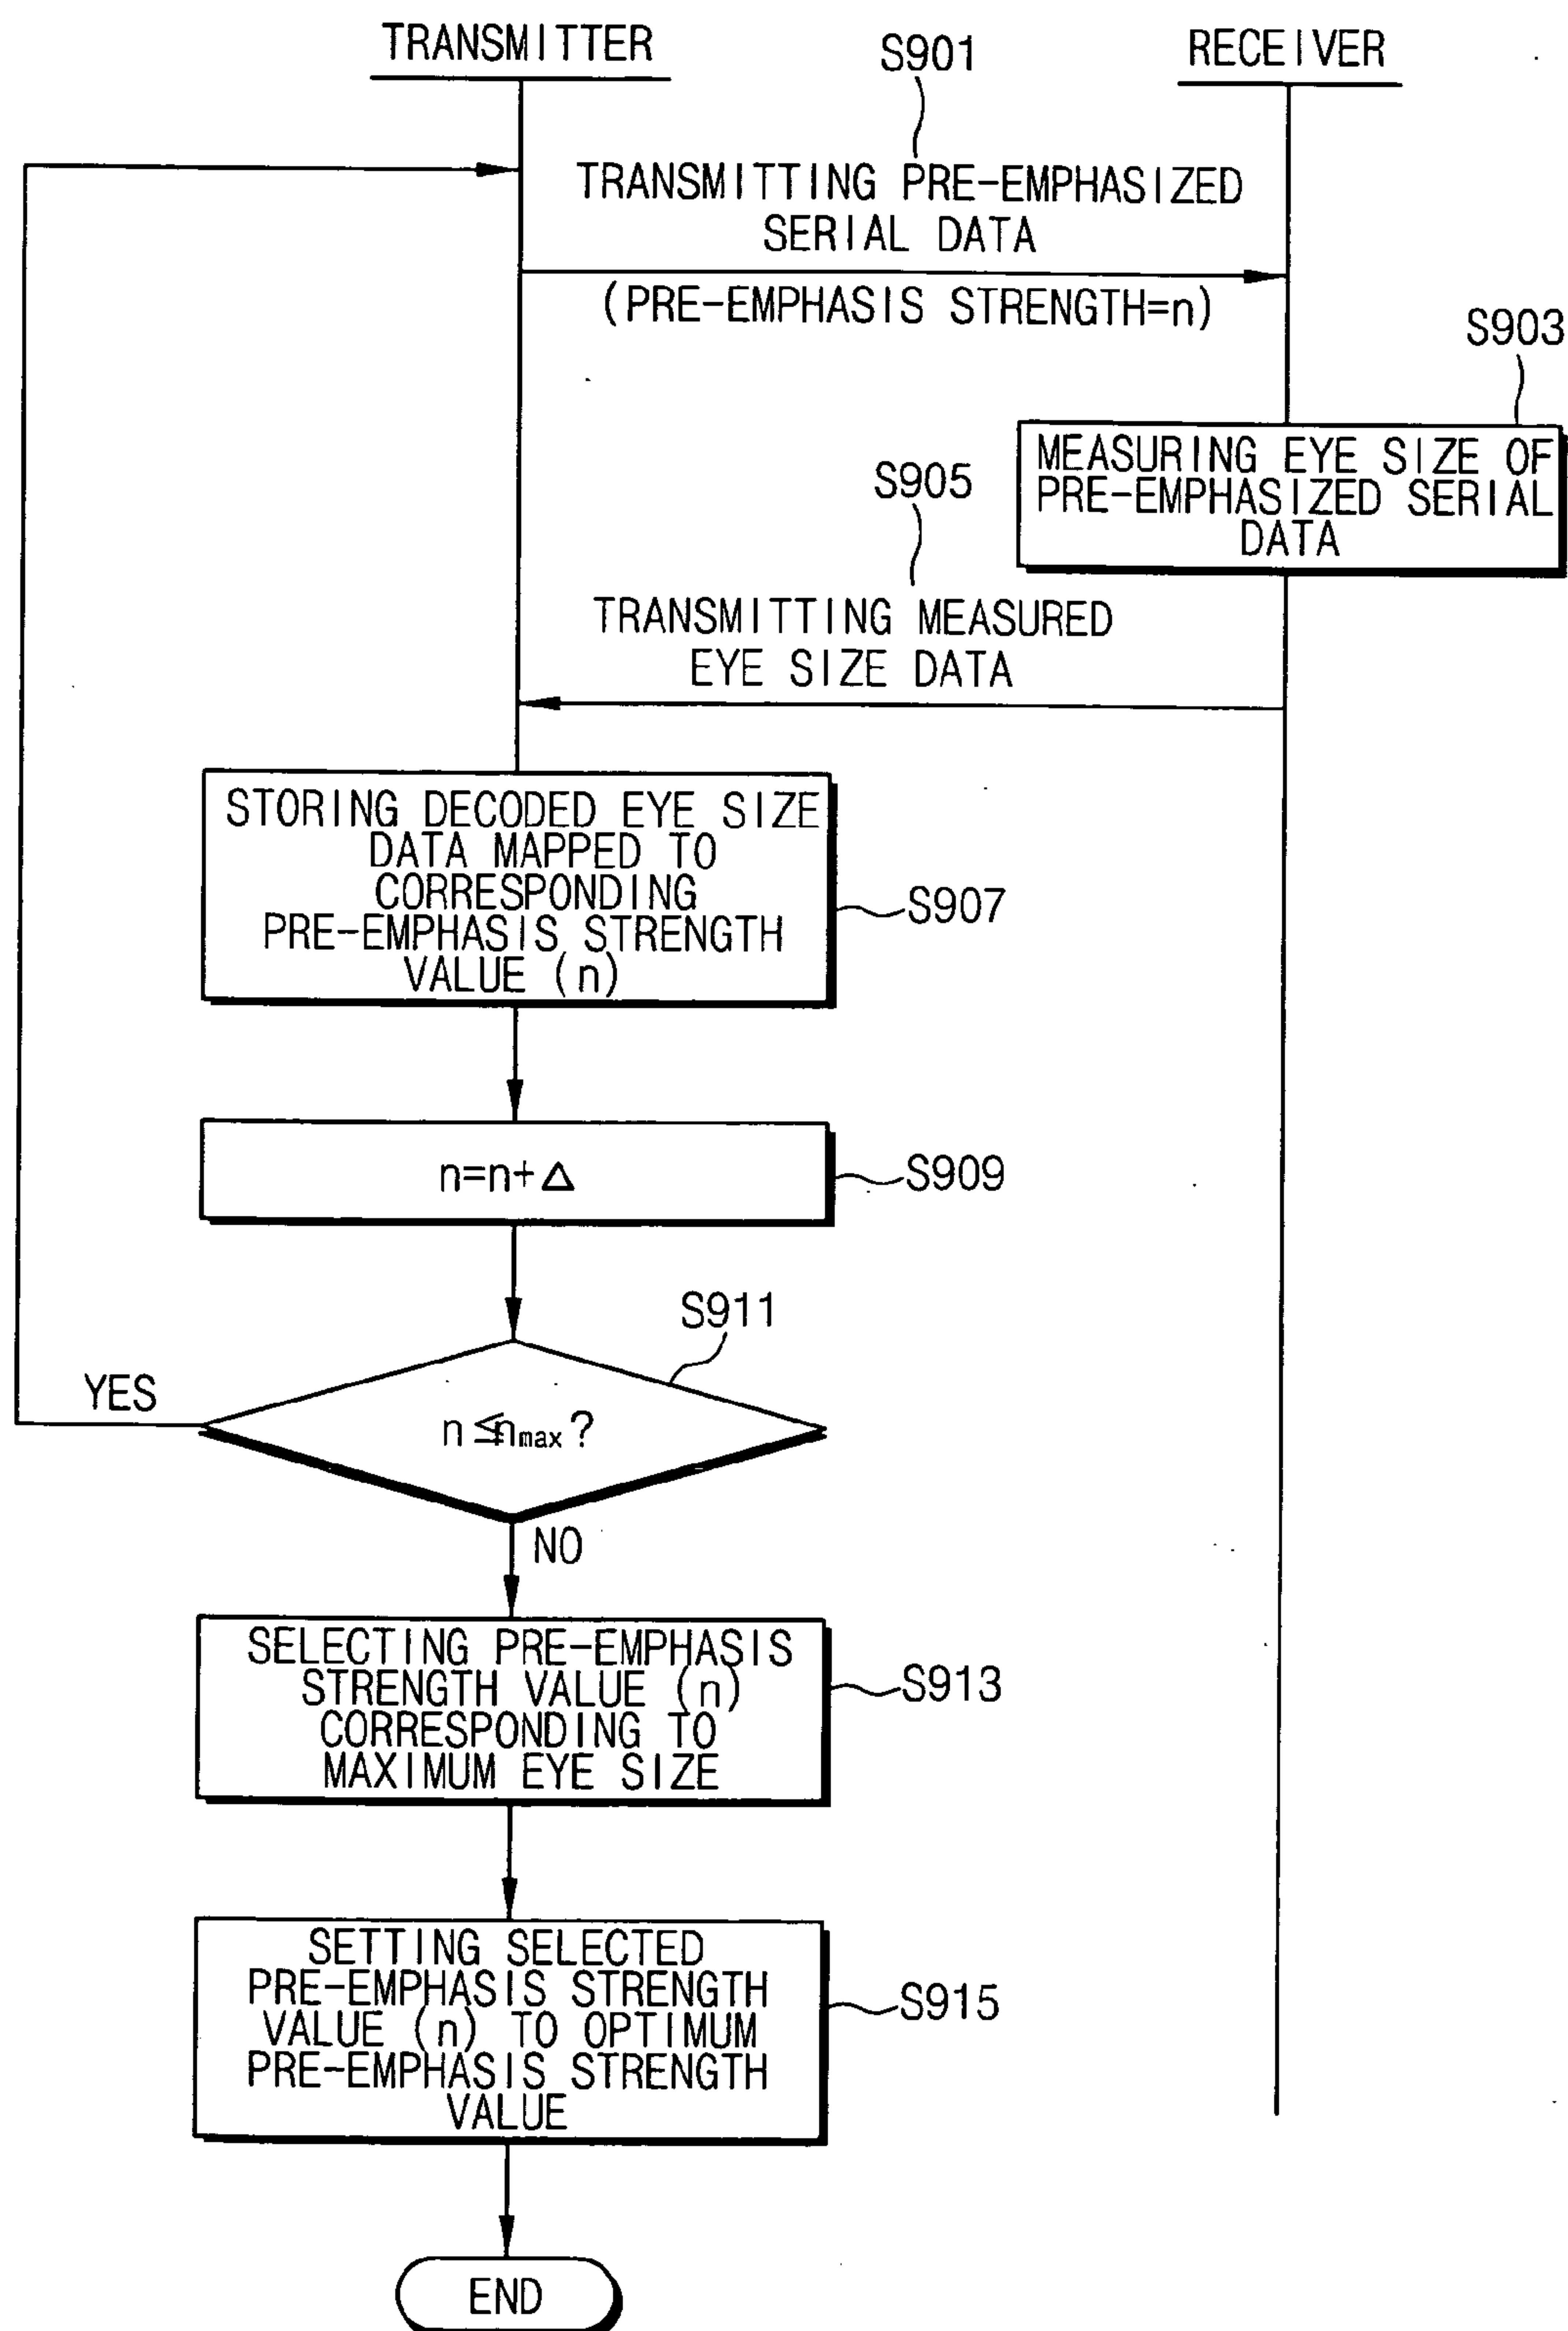 TRANSMITTER
S901
RECEIVER
TRANSMITTING PRE-EMPHASIZED
SERIAL DATA
(PRE-EMPHASIS STRENGTH=n)
S903
MEASURING EYE SIZE OF
PRE-EMPHASIZED SERIAL
DATA
S905
TRANSMITTING MEASURED
EYE SIZE DATA
STORING DECODED EYE SIZE
DATA MAPPED TO
CORRESPONDING
PRE-EMPHASIS STRENGTH
VALUE (n)
S907
n=n+△
S909
S911
YES
n≤nmax?
NO
SELECTING PRE-EMPHASIS
STRENGTH VALUE (n)
CORRESPONDING TO
MAXIMUM EYE SIZE
S913
SETTING SELECTED
PRE-EMPHASIS STRENGTH
VALUE (n) TO OPTIMUM
PRE-EMPHASIS STRENGTH
VALUE
S915
END